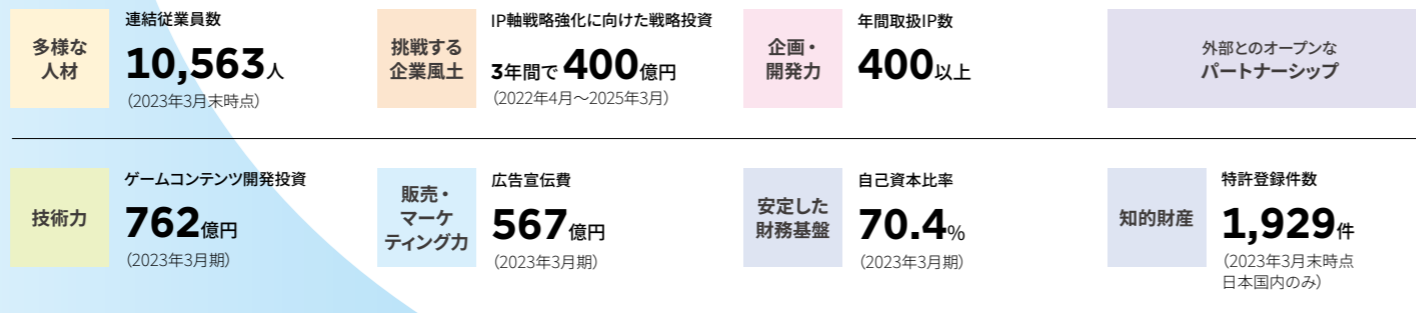 多様な
人材
連結従業員数
10,563人
（2023年3月末時点）
挑戦する
企業風土
IP軸戦略強化に向けた戦略投資
3年間で400億円
（2022年4月～2025年3月）
企画・
開発力
年間取扱IP数
400以上
外部とのオープンな
パートナーシップ
技術力
ゲームコンテンツ開発投資
762億円
（2023年3月期）
販売・
マーケ
ティング力
広告宣伝費
567億円
（2023年3月期）
安定した
財務基盤
自己資本比率
70.4%
（2023年3月期）
知的財産
特許登録件数
1,929件
（2023年3月末時点
日本国内のみ）